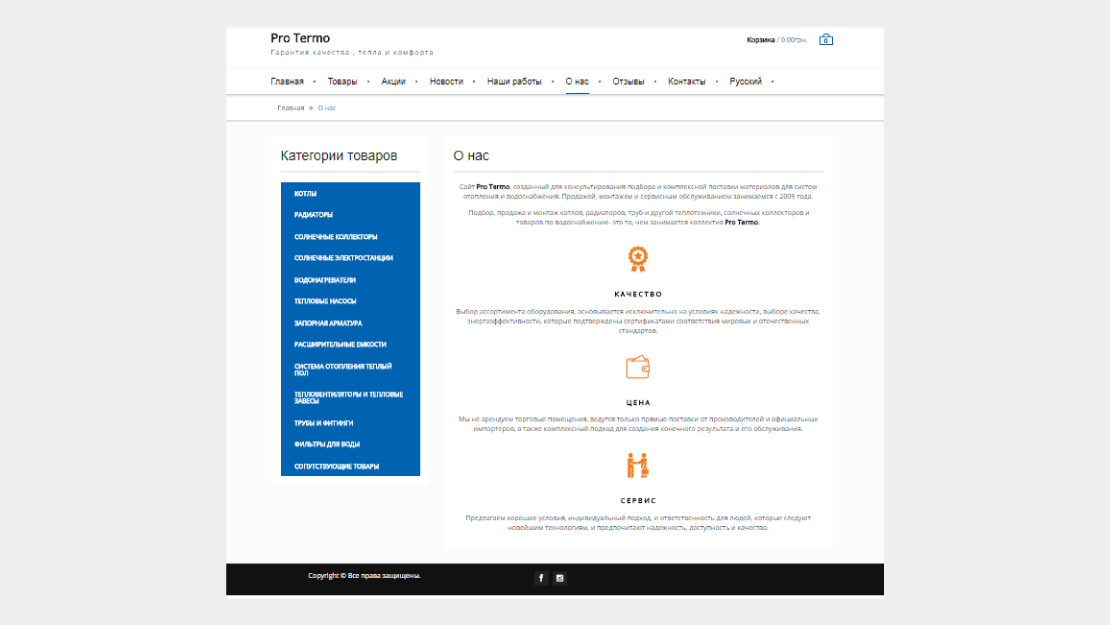 Pro Termo
Гарантия качества , тепла и комфорта
Корзина / 0.00грн.
0
Главная • Товары • Акции • Новости • Наши работы • О нас • Отзывы • Контакты • Русский •
Главная » О нас
Категории товаров
КОТЛЫ
РАДИАТОРЫ
СОЛНЕЧНЫЕ КОЛЛЕКТОРЫ
СОЛНЕЧНЫЕ ЭЛЕКТРОСТАНЦИИ
ВОДОНАГРЕВАТЕЛИ
ТЕПЛОВЫЕ НАСОСЫ
ЗАПОРНАЯ АРМАТУРА
РАСШИРИТЕЛЬНЫЕ ЕМКОСТИ
СИСТЕМА ОТОПЛЕНИЯ ТЕПЛЫЙ
ПОЛ
ТЕПЛОВЕНТИЛЯТОРЫ И ТЕПЛОВЫЕ
ЗАВЕСЫ
ТРУБЫ И ФИТИНГИ
ФИЛЬТРЫ ДЛЯ ВОДЫ
СОПУТСТВУЮЩИЕ ТОВАРЫ
О нас
Сайт Pro Termo, созданный для консультирования подбора и комплексной поставки материалов для систем
отопления и водоснабжения. Продажей, монтажем и сервисным обслуживанием занимаемся с 2009 года.
Подбор, продажа и монтаж котлов, радиаторов, труб и другой теплотехники, солнечных коллекторов и
товаров по водоснабжению- это то, чем занимается коллектив Pro Termo.
КАЧЕСТВО
Выбор ассортимента оборудования, основывается исключительно на условиях надежности, выборе качества,
энергоэффективности, которые подтверждены сертификатами соответствия мировых и отечественных
стандартов.
ЦЕНА
Мы не арендуем торговые помещения, ведутся только прямые поставки от производителей и официальных
импортеров, а также комплексный подход для создания конечного результата и его обслуживания.
СЕРВИС
Предлагаем хорошие условия, индивидуальный подход, и ответственность для людей, которые следуют
новейшим технологиям, и предпочитают надежность, доступность и качество.
Copyright © Все права защищены.